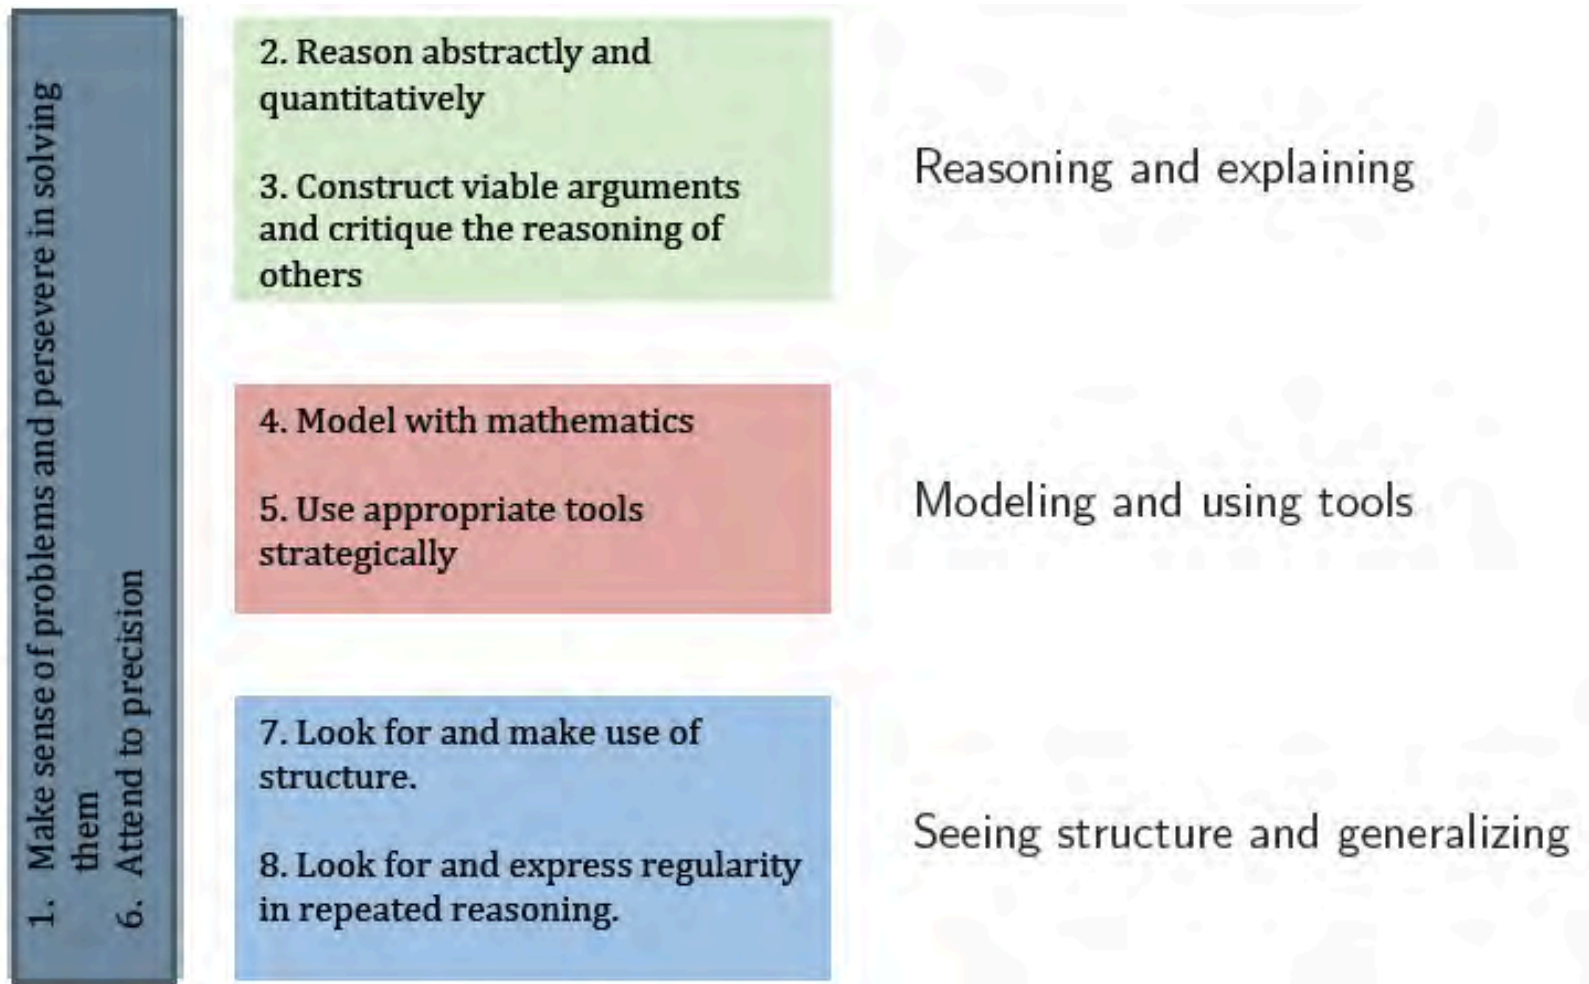 1. Make sense of problems and persevere in solving
them
6. Attend to precision
2. Reason abstractly and
quantitatively
3. Construct viable arguments
and critique the reasoning of
others
Reasoning and explaining
4. Model with mathematics
5. Use appropriate tools
strategically
Modeling and using tools
7. Look for and make use of
structure.
8. Look for and express regularity
in repeated reasoning.
Seeing structure and generalizing